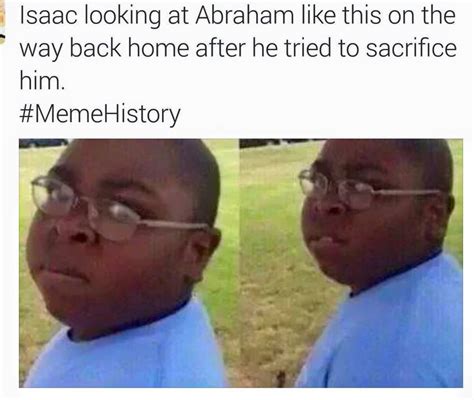 Isaac looking at Abraham like this on the
way back home after he tried to sacrifice
him.
#MemeHistory